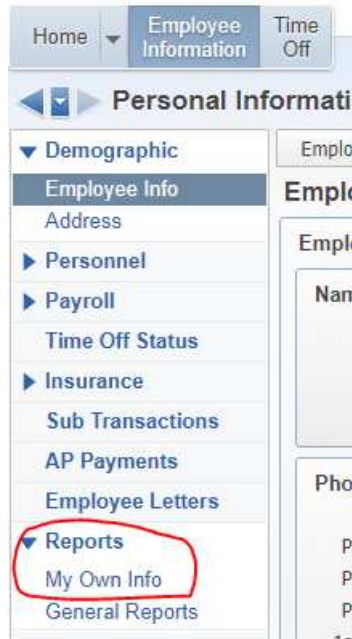 Home
Employee Information
Time Off
Personal Informati
Demographic
Employee Info
Address
Personnel
Payroll
Time Off Status
Insurance
Sub Transactions
AP Payments
Employee Letters
Reports
My Own Info
General Reports
Emplo
Emplo
Emplo
Nam
Pho
P
P
P